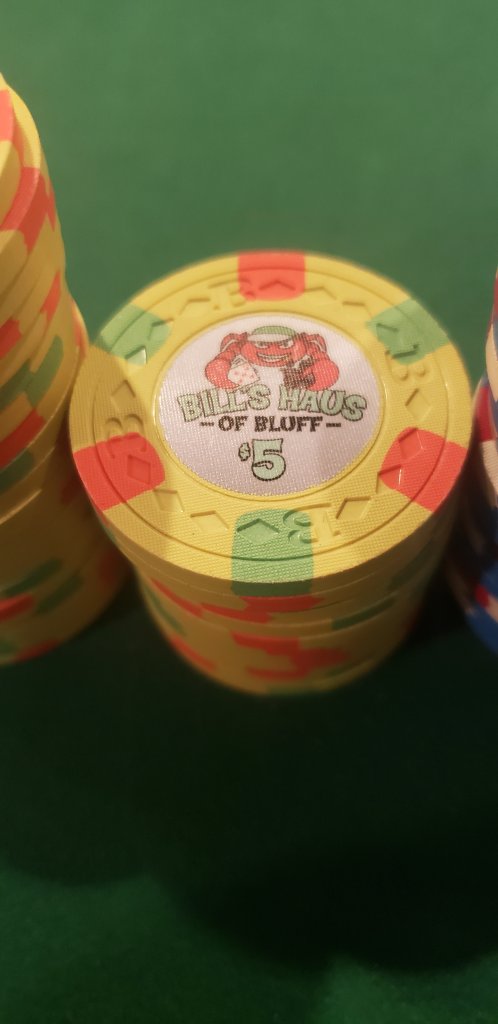 BILL'S HAUS
- OF BLUFF -
$5